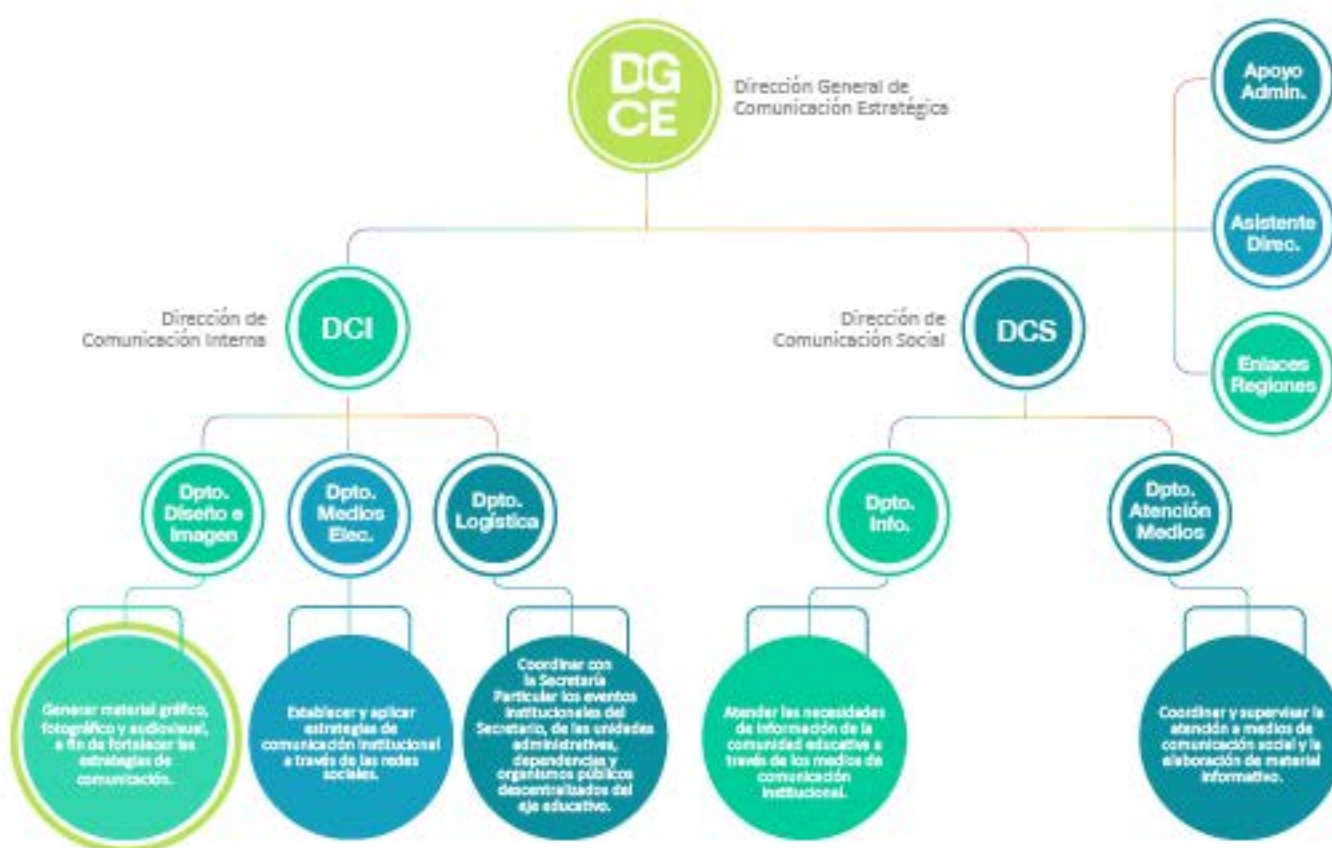 DG
CE
Dirección General de
Comunicación Estratégica
Apoyo
Admin.
Asistente
Direc.
Enlaces
Regiones
Dirección de
Comunicación Interna
DCI
Dirección de
Comunicación Social
DCS
Dpto.
Diseño e
Imagen
Dpto.
Medios
Elec.
Dpto.
Logística
Dpto.
Info.
Dpto.
Atención
Medios
Generar material gráfico,
fotográfico y audiovisual,
a fin de fortalecer las
estrategias de
comunicación.
Establecer y aplicar
estrategias de
comunicación institucional
a través de las redes
sociales.
Coordinar con
la Secretaría
Particular los eventos
institucionales del
Secretario, de las unidades
administrativas,
dependencias y
organismos públicos
descentralizados del
eje educativo.
Atender las necesidades
de información de la
comunidad educativa a
través de los medios de
comunicación
institucional.
Coordinar y supervisar la
atención a medios de
comunicación social y la
elaboración de material
informativo.